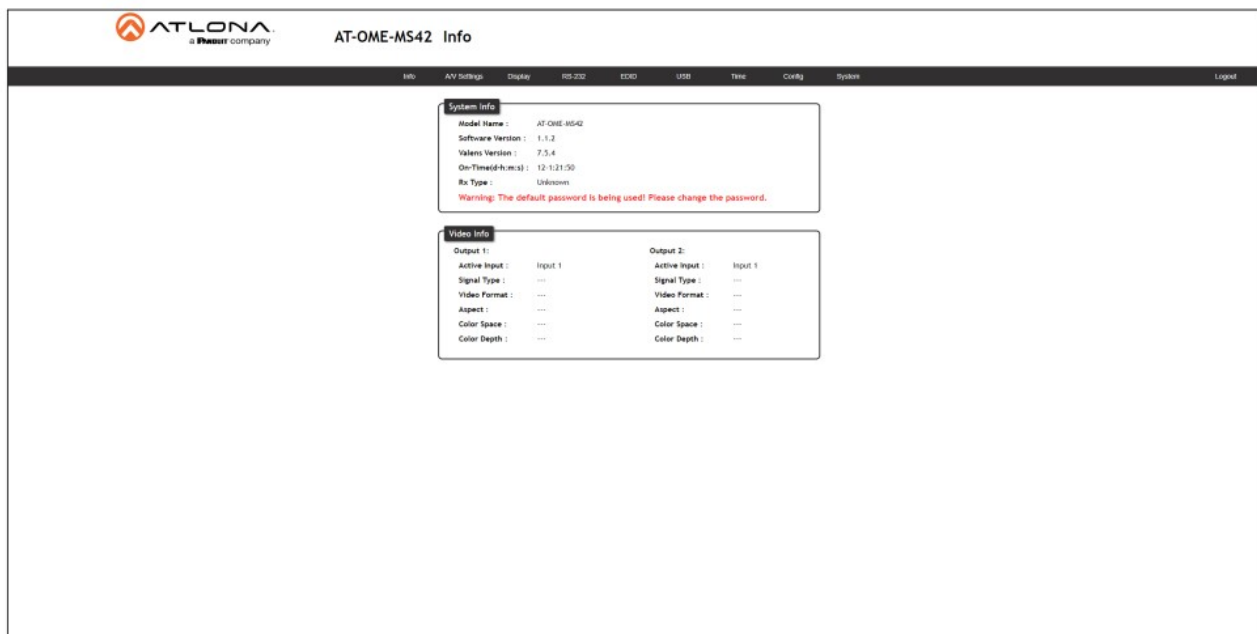 ATLONA.
a PANDUIT company
AT-OME-MS42 Info
Info A/V Settings Display RS-232 EDID USB Time Config System Logout
System Info
Model Name : AT-OME-MS42
Software Version : 1.1.2
Valens Version : 7.5.4
On-Time(d-h:m:s) : 12-1:21:50
Rx Type : Unknown
Warning: The default password is being used! Please change the password.
Video Info
Output 1: Output 2:
Active Input : Input 1 Active Input : Input 1
Signal Type : --- Signal Type : ---
Video Format : --- Video Format : ---
Aspect : --- Aspect : ---
Color Space : --- Color Space : ---
Color Depth : --- Color Depth : ---